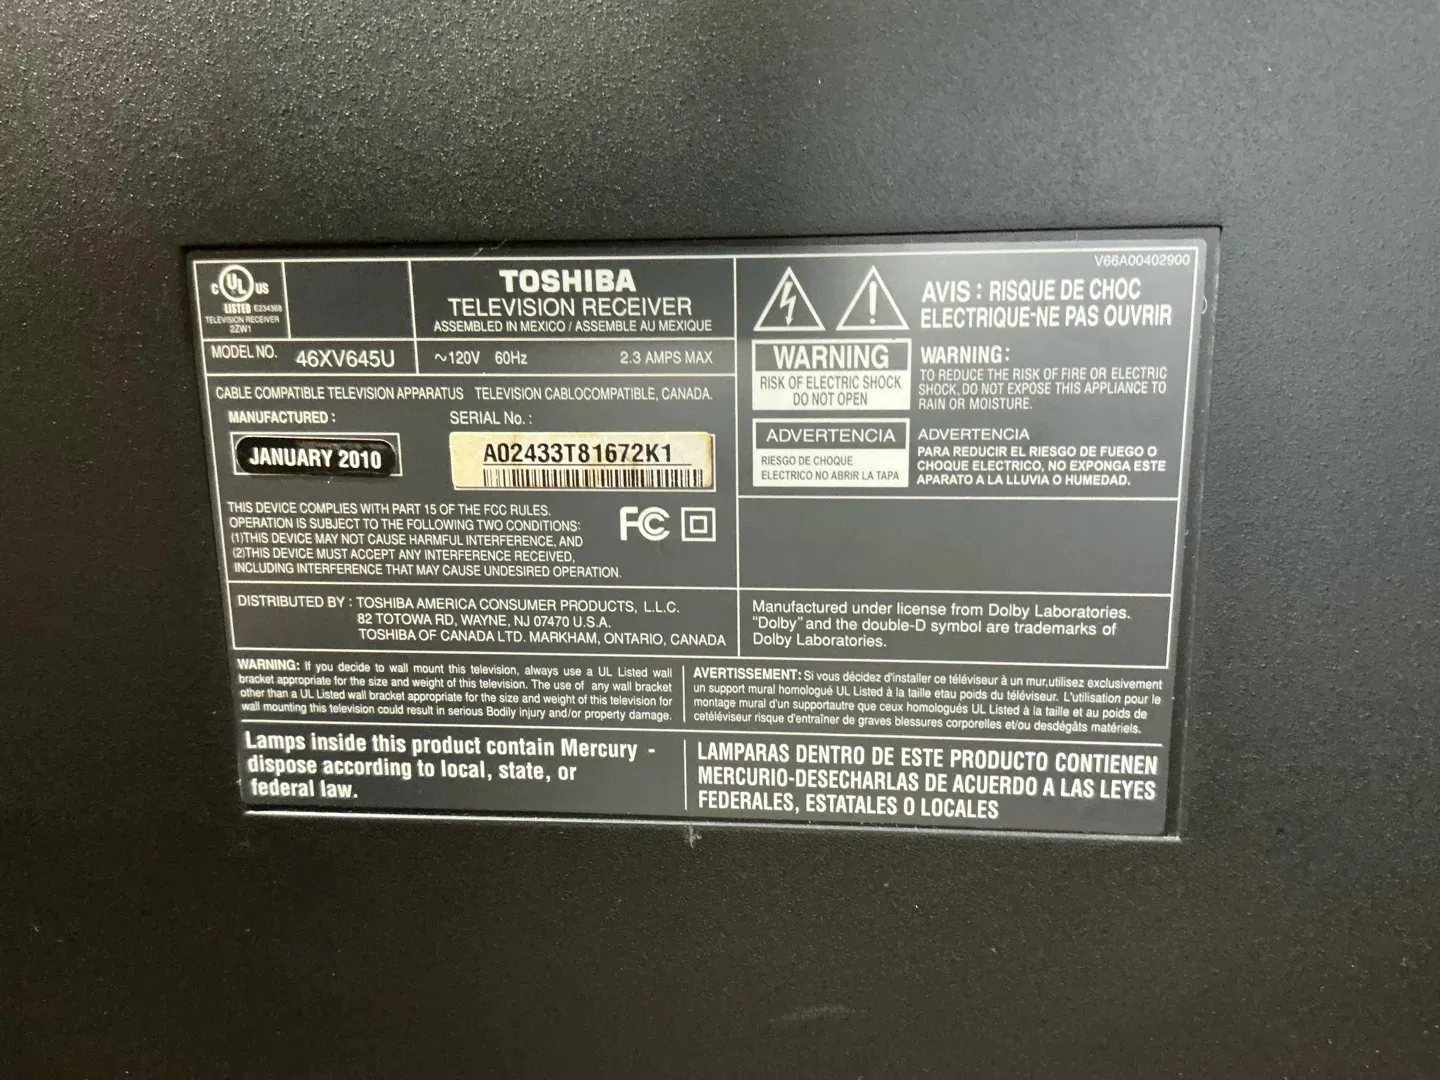 C UL US
LISTED E234368
TELEVISION RECEIVER
2ZW1
TOSHIBA
TELEVISION RECEIVER
ASSEMBLED IN MEXICO / ASSEMBLE AU MEXIQUE
MODEL NO. 46XV645U
~120V 60Hz 2.3 AMPS MAX
CABLE COMPATIBLE TELEVISION APPARATUS TELEVISION CABLOCOMPATIBLE, CANADA.
MANUFACTURED :
JANUARY 2010
SERIAL No. :
A02433T81672K1
THIS DEVICE COMPLIES WITH PART 15 OF THE FCC RULES.
OPERATION IS SUBJECT TO THE FOLLOWING TWO CONDITIONS:
(1)THIS DEVICE MAY NOT CAUSE HARMFUL INTERFERENCE, AND
(2)THIS DEVICE MUST ACCEPT ANY INTERFERENCE RECEIVED,
INCLUDING INTERFERENCE THAT MAY CAUSE UNDESIRED OPERATION.
FC
DISTRIBUTED BY : TOSHIBA AMERICA CONSUMER PRODUCTS, L.L.C.
82 TOTOWA RD, WAYNE, NJ 07470 U.S.A.
TOSHIBA OF CANADA LTD. MARKHAM, ONTARIO, CANADA
V66A00402900
AVIS : RISQUE DE CHOC
ELECTRIQUE-NE PAS OUVRIR
WARNING
RISK OF ELECTRIC SHOCK
DO NOT OPEN
WARNING:
TO REDUCE THE RISK OF FIRE OR ELECTRIC
SHOCK, DO NOT EXPOSE THIS APPLIANCE TO
RAIN OR MOISTURE.
ADVERTENCIA
RIESGO DE CHOQUE
ELECTRICO NO ABRIR LA TAPA
ADVERTENCIA
PARA REDUCIR EL RIESGO DE FUEGO O
CHOQUE ELECTRICO, NO EXPONGA ESTE
APARATO A LA LLUVIA O HUMEDAD.
Manufactured under license from Dolby Laboratories.
"Dolby" and the double-D symbol are trademarks of
Dolby Laboratories.
WARNING: If you decide to wall mount this television, always use a UL Listed wall
bracket appropriate for the size and weight of this television. The use of any wall bracket
other than a UL Listed wall bracket appropriate for the size and weight of this television for
wall mounting this television could result in serious Bodily injury and/or property damage.
AVERTISSEMENT: Si vous décidez d'installer ce téléviseur à un mur,utilisez exclusivement
un support mural homologué UL Listed à la taille etau poids du téléviseur. L'utilisation pour le
montage mural d'un supportautre que ceux homologués UL Listed à la taille et au poids de
cetéléviseur risque d'entraîner de graves blessures corporelles et/ou desdégâts matériels.
Lamps inside this product contain Mercury -
dispose according to local, state, or
federal law.
LAMPARAS DENTRO DE ESTE PRODUCTO CONTIENEN
MERCURIO-DESECHARLAS DE ACUERDO A LAS LEYES
FEDERALES, ESTATALES O LOCALES